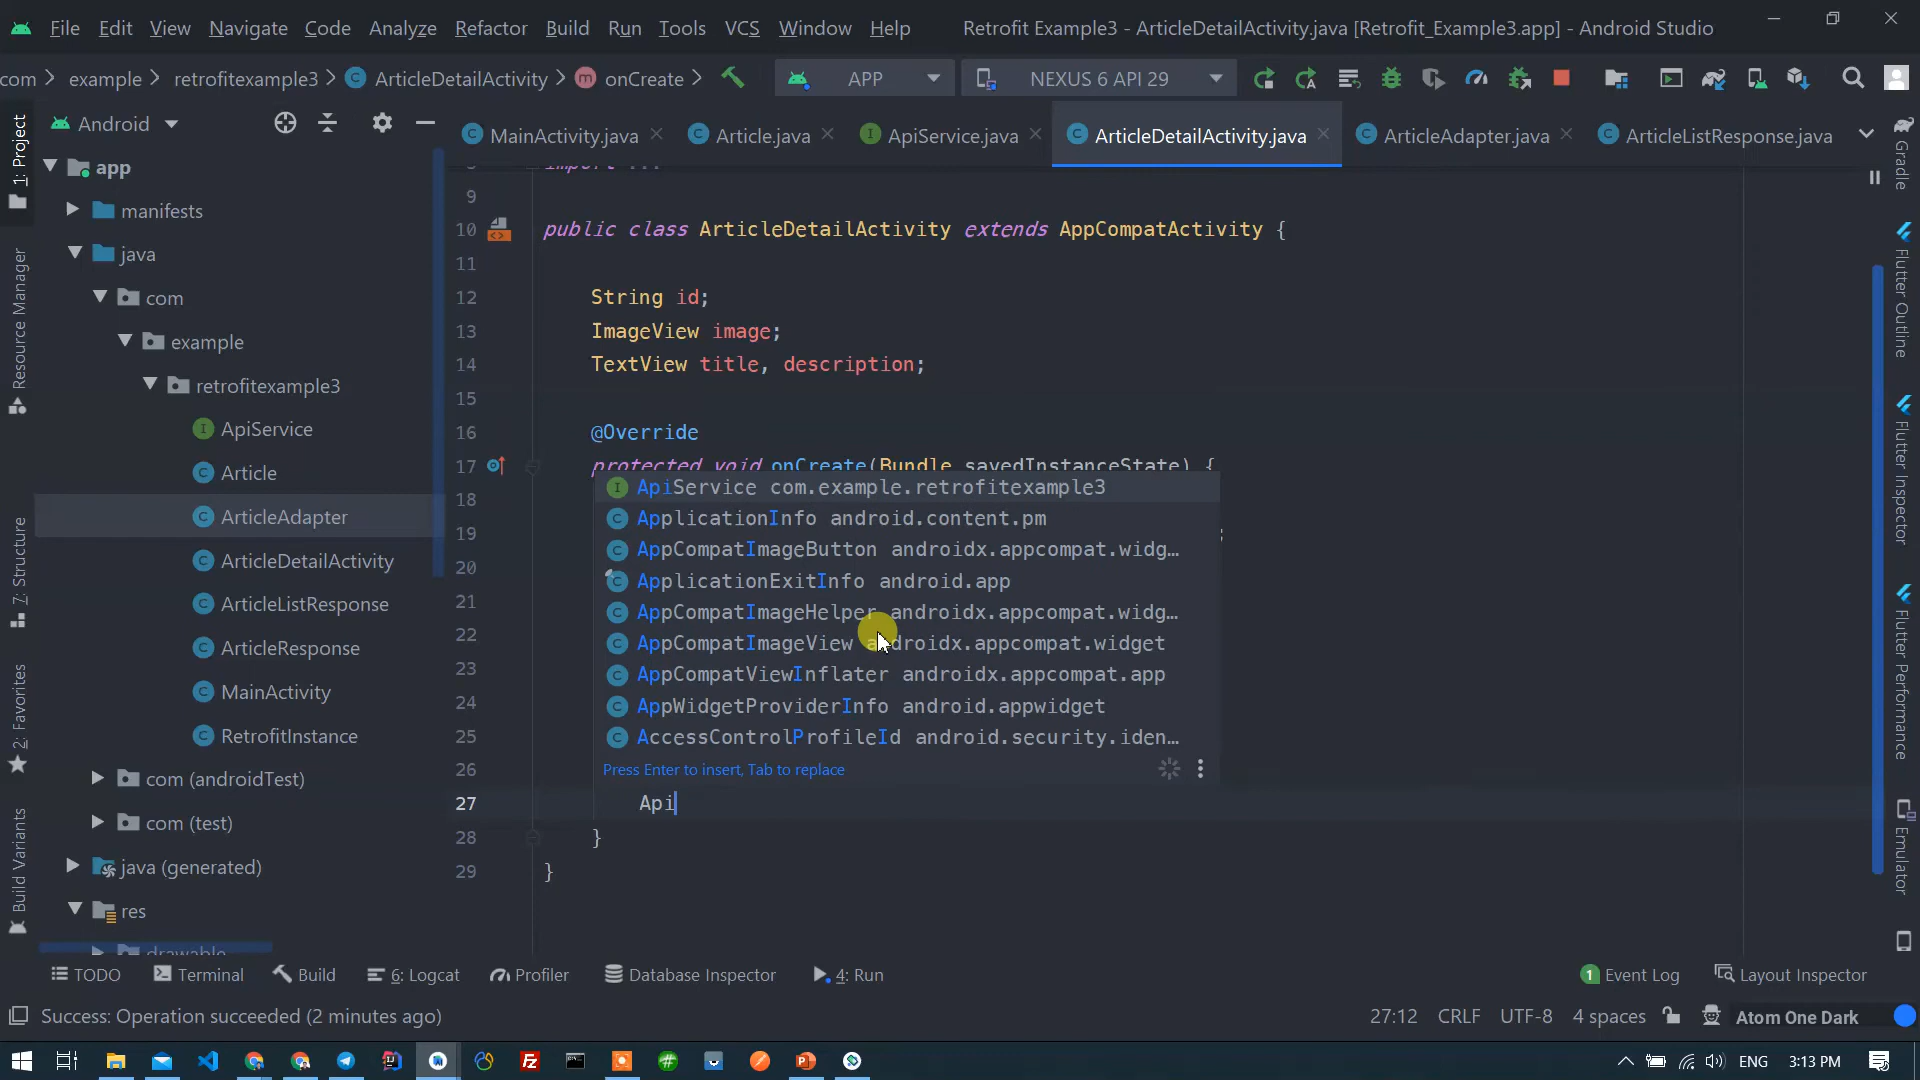 File Edit View Navigate Code Analyze Refactor Build Run Tools VCS Window Help Retrofit Example3 - ArticleDetailActivity.java [Retrofit_Example3.app] - Android Studio
com example retrofitexample3 ArticleDetailActivity onCreate APP NEXUS 6 API 29
Android
MainActivity.java Article.java ApiService.java ArticleDetailActivity.java ArticleAdapter.java ArticleListResponse.java
1: Project
Resource Manager
7: Structure
2: Favorites
Build Variants
app
manifests
java
com
example
retrofitexample3
ApiService
Article
ArticleAdapter
ArticleDetailActivity
ArticleListResponse
ArticleResponse
MainActivity
RetrofitInstance
com (androidTest)
com (test)
java (generated)
res
drawable
import ...
9
10 public class ArticleDetailActivity extends AppCompatActivity {
11
12 String id;
13 ImageView image;
14 TextView title, description;
15
16 @Override
17 protected void onCreate(Bundle savedInstanceState) {
18
19 ;
20
21
22
23
24
25
26
27 Api
28 }
29 }
ApiService com.example.retrofitexample3
ApplicationInfo android.content.pm
AppCompatImageButton androidx.appcompat.widg…
ApplicationExitInfo android.app
AppCompatImageHelper androidx.appcompat.widg…
AppCompatImageView androidx.appcompat.widget
AppCompatViewInflater androidx.appcompat.app
AppWidgetProviderInfo android.appwidget
AccessControlProfileId android.security.iden…
Press Enter to insert, Tab to replace
Gradle
Flutter Outline
Flutter Inspector
Flutter Performance
Emulator
TODO Terminal Build 6: Logcat Profiler Database Inspector 4: Run 1 Event Log Layout Inspector
Success: Operation succeeded (2 minutes ago) 27:12 CRLF UTF-8 4 spaces Atom One Dark
ENG 3:13 PM